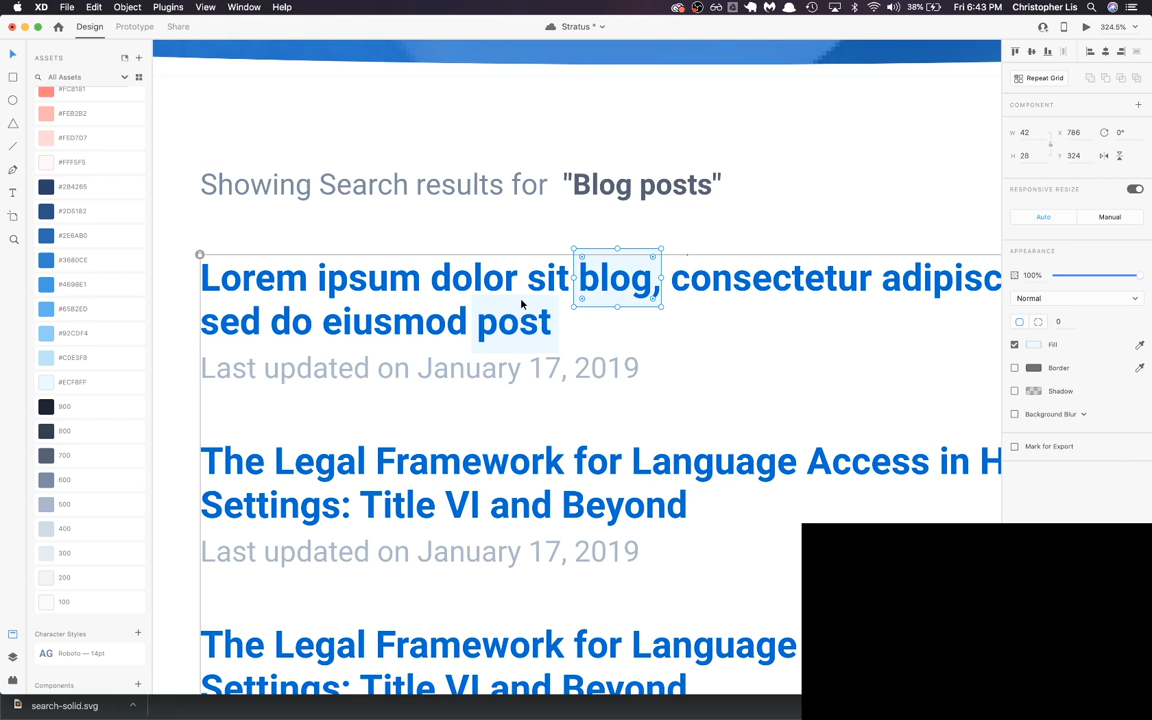 XD File Edit Object Plugins View Window Help 38% Fri 6:43 PM Christopher Lis
Design Prototype Share Stratus * 324.5%
ASSETS
All Assets
#FC8181
#FEB2B2
#FED7D7
#FFF5F5
#2B4265
#2D51B2
#2E6AB0
#3680CE
#4698E1
#65B2ED
#92CDF4
#C0E3F8
#ECF8FF
900
800
700
600
500
400
300
200
100
Character Styles
AG Roboto — 14pt
Components
Showing Search results for "Blog posts"
Lorem ipsum dolor sit blog, consectetur adipisc
sed do eiusmod post
Last updated on January 17, 2019
The Legal Framework for Language Access in H
Settings: Title VI and Beyond
Last updated on January 17, 2019
The Legal Framework for Language
Settings: Title VI and Beyond
Repeat Grid
COMPONENT
W 42 X 786 0°
H 28 Y 324
RESPONSIVE RESIZE
Auto Manual
APPEARANCE
100%
Normal
0
Fill
Border
Shadow
Background Blur
Mark for Export
search-solid.svg